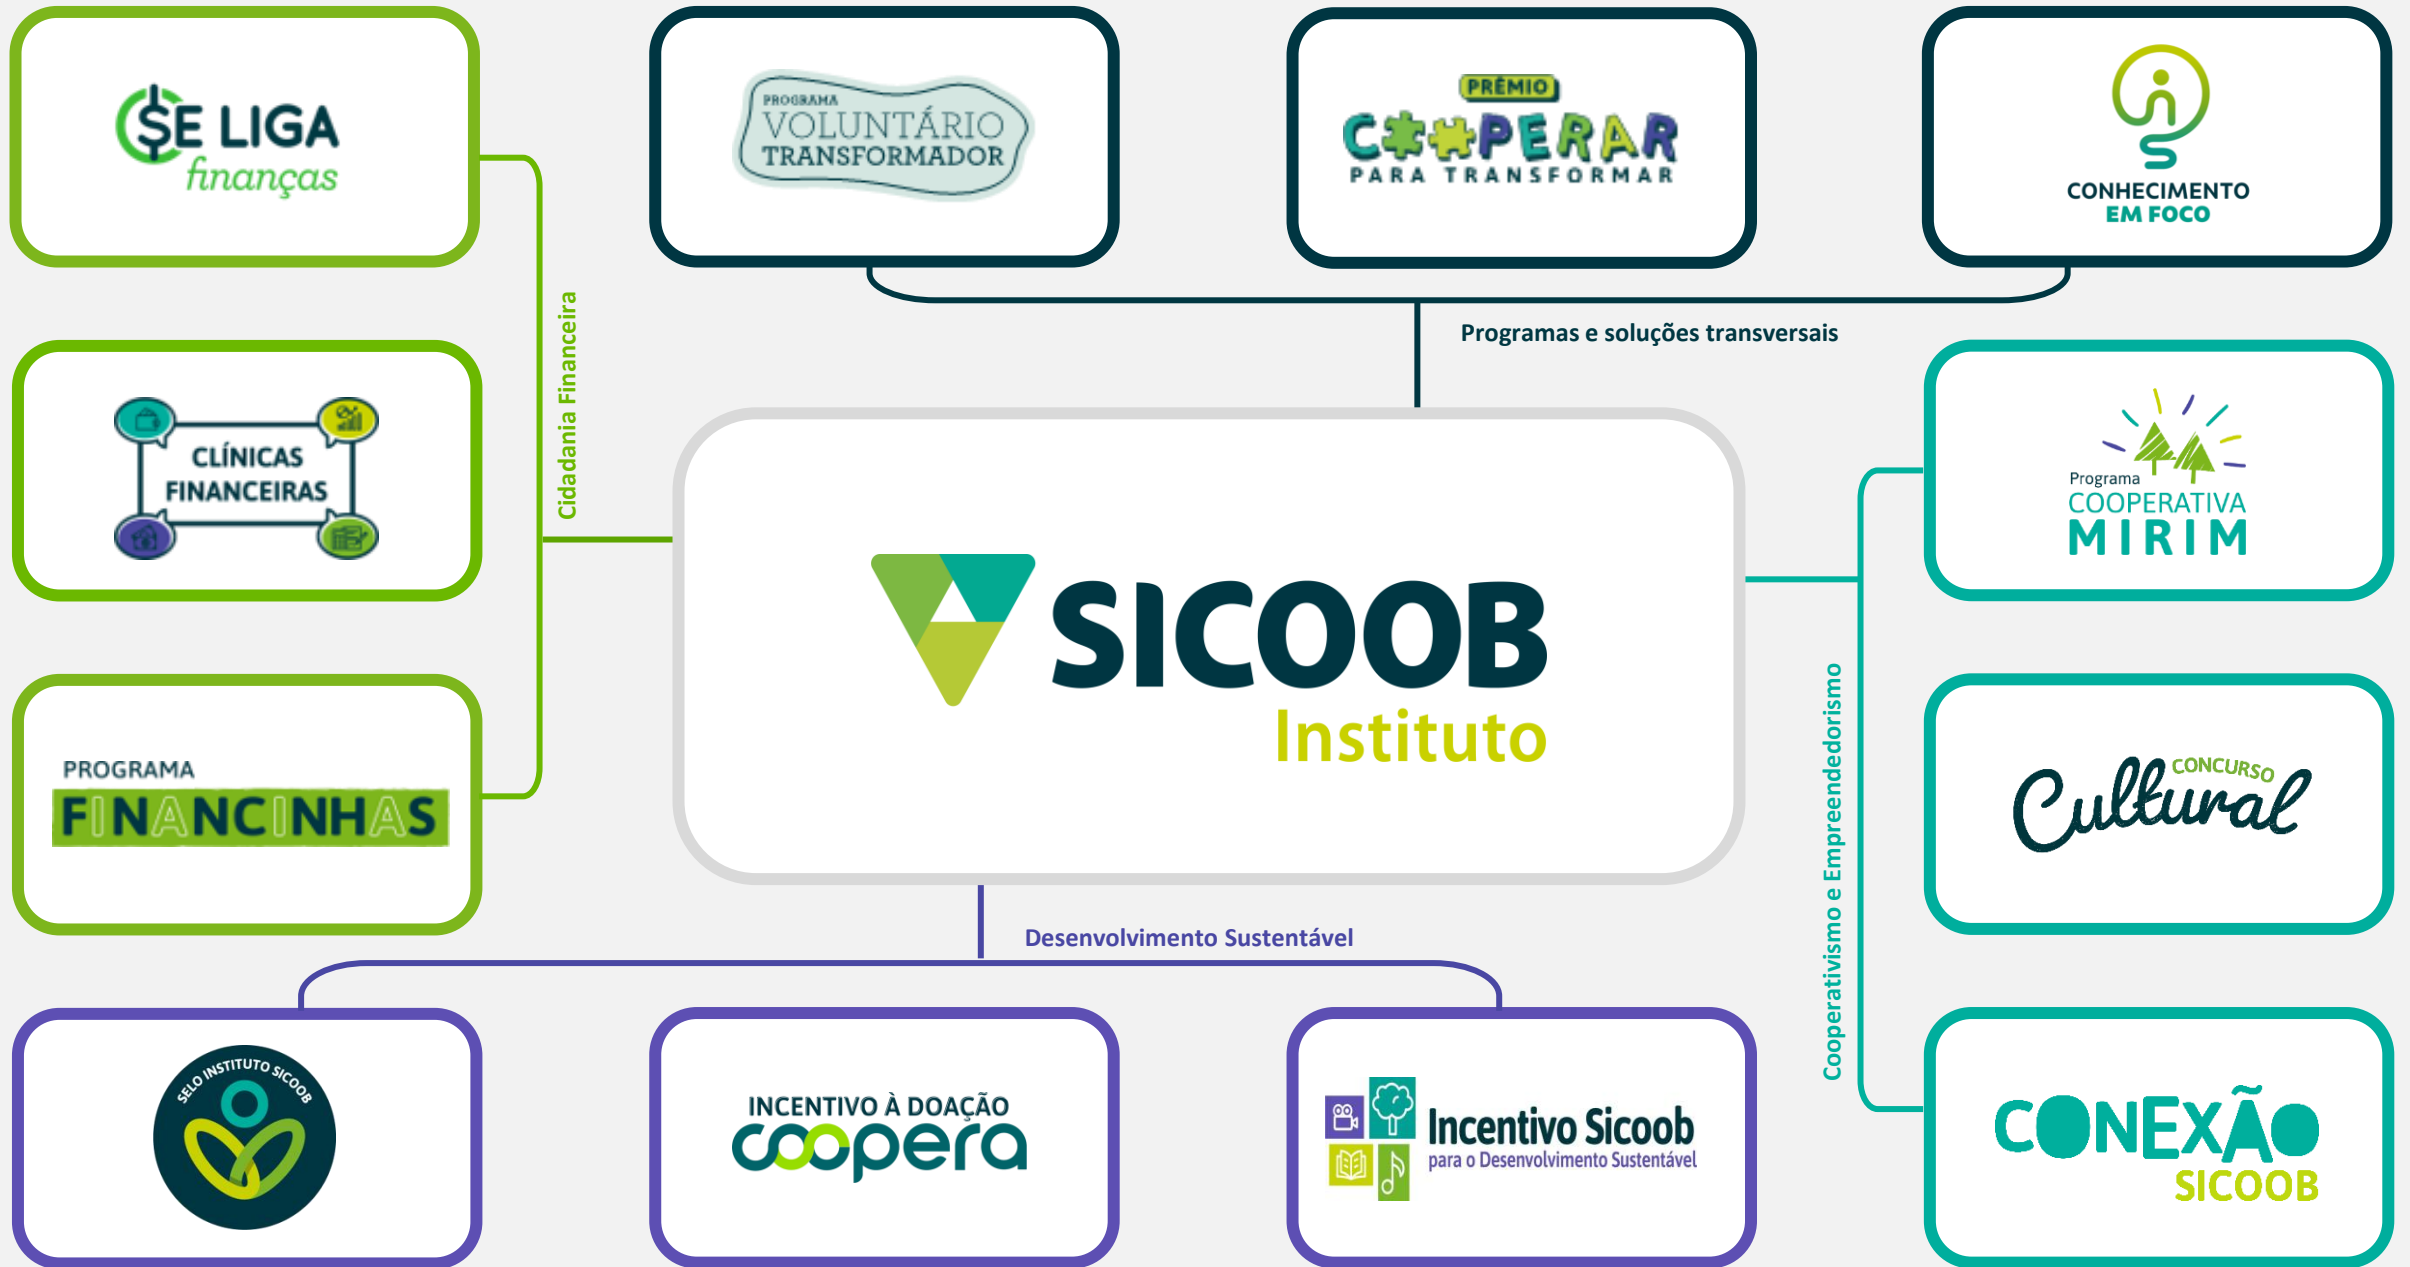 SE LIGA
finanças
PROGRAMA
VOLUNTÁRIO
TRANSFORMADOR
PRÊMIO
COOPERAR
PARA TRANSFORMAR
CONHECIMENTO
EM FOCO
Cidadania Financeira
Programas e soluções transversais
CLÍNICAS
FINANCEIRAS
Programa
COOPERATIVA
MIRIM
SICOOB
Instituto
PROGRAMA
FINANCINHAS
Cooperativismo e Empreendedorismo
CONCURSO
Cultural
Desenvolvimento Sustentável
SELO INSTITUTO SICOOB
INCENTIVO À DOAÇÃO
coopera
Incentivo Sicoob
para o Desenvolvimento Sustentável
CONEXÃO
SICOOB